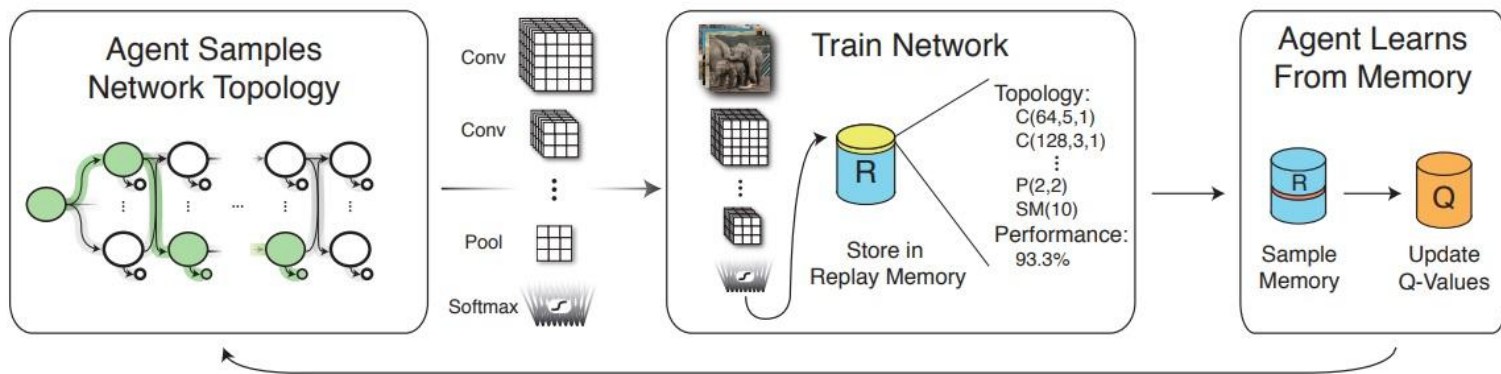 Agent Samples
Network Topology
Conv
Conv
Pool
Softmax
Train Network
R
Store in
Replay Memory
Topology:
C(64,5,1)
C(128,3,1)
P(2,2)
SM(10)
Performance:
93.3%
Agent Learns
From Memory
R
Sample
Memory
Q
Update
Q-Values